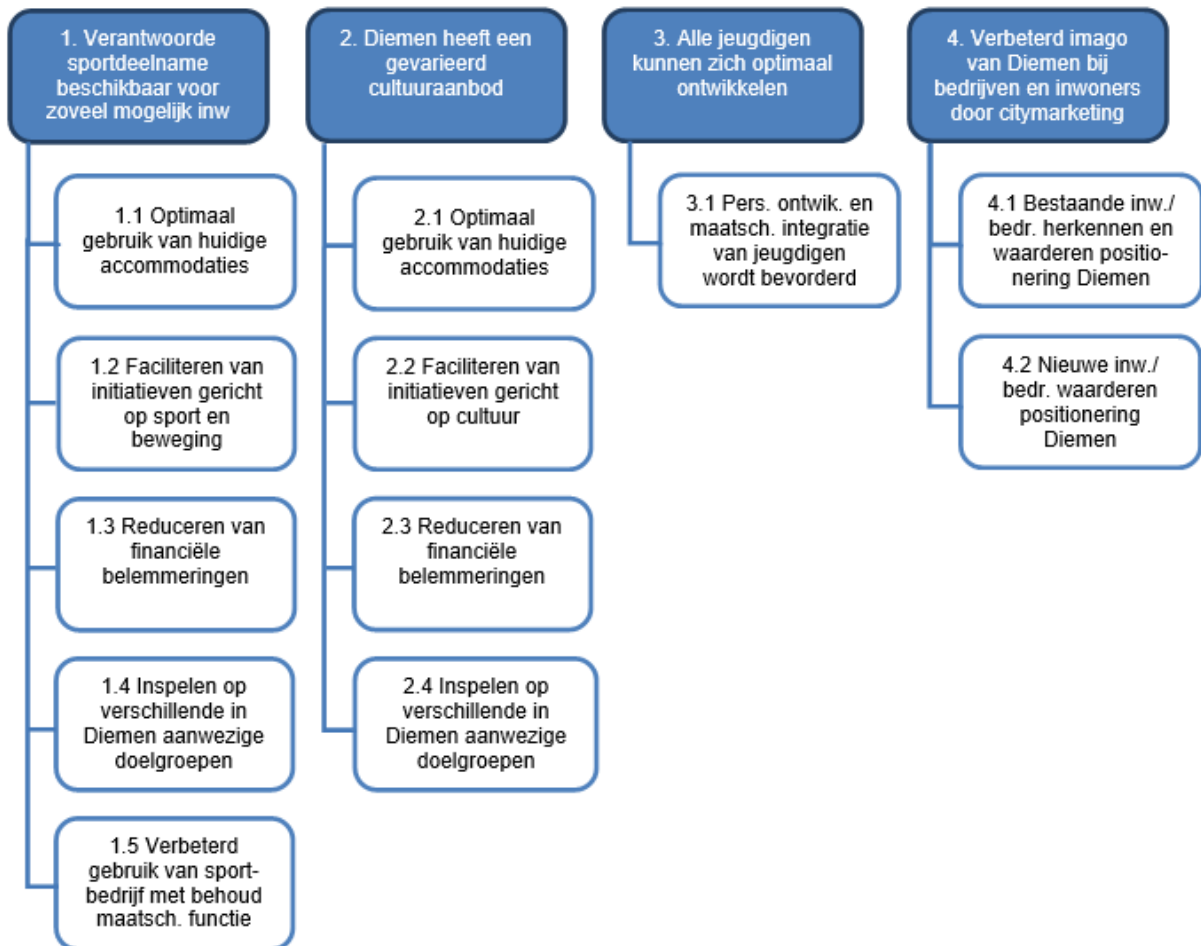 1. Verantwoorde
sportdeelname
beschikbaar voor
zoveel mogelijk inw
1.1 Optimaal
gebruik van huidige
accommodaties
1.2 Faciliteren van
initiatieven gericht
op sport en
beweging
1.3 Reduceren van
financiële
belemmeringen
1.4 Inspelen op
verschillende in
Diemen aanwezige
doelgroepen
1.5 Verbeterd
gebruik van sport-
bedrijf met behoud
maatsch. functie
2. Diemen heeft een
gevarieerd
cultuuraanbod
2.1 Optimaal
gebruik van huidige
accommodaties
2.2 Faciliteren van
initiatieven gericht
op cultuur
2.3 Reduceren van
financiële
belemmeringen
2.4 Inspelen op
verschillende in
Diemen aanwezige
doelgroepen
3. Alle jeugdigen
kunnen zich optimaal
ontwikkelen
3.1 Pers. ontwik. en
maatsch. integratie
van jeugdigen
wordt bevorderd
4. Verbeterd imago
van Diemen bij
bedrijven en inwoners
door citymarketing
4.1 Bestaande inw./
bedr. herkennen en
waarderen positio-
nering Diemen
4.2 Nieuwe inw./
bedr. waarderen
positionering
Diemen